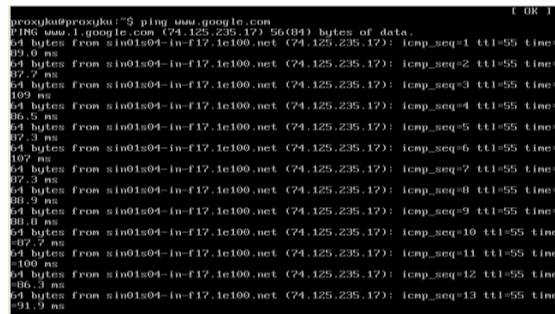 [ OK ]
proxyku@proxyku:~$ ping www.google.com
PING www.l.google.com (74.125.235.17) 56(84) bytes of data.
64 bytes from sin01s04-in-f17.1e100.net (74.125.235.17): icmp_seq=1 ttl=55 time=
89.0 ms
64 bytes from sin01s04-in-f17.1e100.net (74.125.235.17): icmp_seq=2 ttl=55 time=
87.7 ms
64 bytes from sin01s04-in-f17.1e100.net (74.125.235.17): icmp_seq=3 ttl=55 time=
109 ms
64 bytes from sin01s04-in-f17.1e100.net (74.125.235.17): icmp_seq=4 ttl=55 time=
86.5 ms
64 bytes from sin01s04-in-f17.1e100.net (74.125.235.17): icmp_seq=5 ttl=55 time=
87.3 ms
64 bytes from sin01s04-in-f17.1e100.net (74.125.235.17): icmp_seq=6 ttl=55 time=
107 ms
64 bytes from sin01s04-in-f17.1e100.net (74.125.235.17): icmp_seq=7 ttl=55 time=
87.3 ms
64 bytes from sin01s04-in-f17.1e100.net (74.125.235.17): icmp_seq=8 ttl=55 time=
88.9 ms
64 bytes from sin01s04-in-f17.1e100.net (74.125.235.17): icmp_seq=9 ttl=55 time=
88.8 ms
64 bytes from sin01s04-in-f17.1e100.net (74.125.235.17): icmp_seq=10 ttl=55 time
=87.7 ms
64 bytes from sin01s04-in-f17.1e100.net (74.125.235.17): icmp_seq=11 ttl=55 time
=100 ms
64 bytes from sin01s04-in-f17.1e100.net (74.125.235.17): icmp_seq=12 ttl=55 time
=86.3 ms
64 bytes from sin01s04-in-f17.1e100.net (74.125.235.17): icmp_seq=13 ttl=55 time
=91.9 ms